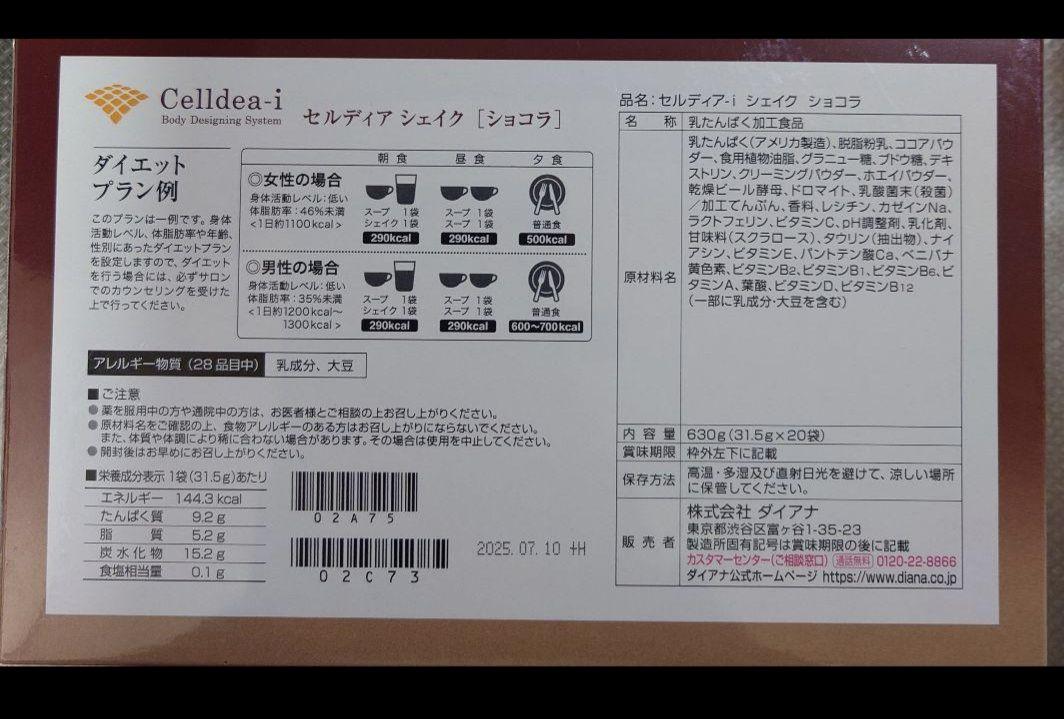 Celldea-i
Body Designing System
セルディア シェイク［ショコラ］
ダイエット
プラン例
このプランは一例です。身体
活動レベル、体脂肪率や年齢、
性別にあったダイエットプラン
を設定しますので、ダイエット
を行う場合には、必ずサロン
でのカウンセリングを受けた
上で行ってください。
朝食 昼食 夕食
◎女性の場合
身体活動レベル：低い
体脂肪率：46%未満
<1日約1100kcal>
スープ 1袋
シェイク 1袋
290kcal
スープ 1袋
スープ 1袋
290kcal
普通食
500kcal
◎男性の場合
身体活動レベル：低い
体脂肪率：35%未満
<1日約1200kcal～
1300kcal>
スープ 1袋
シェイク 1袋
290kcal
スープ 1袋
スープ 1袋
290kcal
普通食
600～700kcal
アレルギー物質（28品目中） 乳成分、大豆
■ご注意
●薬を服用中の方や通院中の方は、お医者様とご相談の上お召し上がりください。
●原材料名をご確認の上、食物アレルギーのある方はお召し上がりにならないでください。
また、体質や体調により稀に合わない場合があります。その場合は使用を中止してください。
●開封後はお早めにお召し上がりください。
■栄養成分表示 1袋(31.5g)あたり
エネルギー 144.3kcal
たんぱく質 9.2g
脂質 5.2g
炭水化物 15.2g
食塩相当量 0.1g
02A75
02C73
2025.07.10 +H
品名：セルディア-i シェイク ショコラ
名称 乳たんぱく加工食品
原材料名
乳たんぱく（アメリカ製造）、脱脂粉乳、ココアパウ
ダー、食用植物油脂、グラニュー糖、ブドウ糖、デキ
ストリン、クリーミングパウダー、ホエイパウダー、
乾燥ビール酵母、ドロマイト、乳酸菌末（殺菌）
／加工でんぷん、香料、レシチン、カゼインNa、
ラクトフェリン、ビタミンC、pH調整剤、乳化剤、
甘味料（スクラロース）、タウリン（抽出物）、ナイ
アシン、ビタミンE、パントテン酸Ca、ベニバナ
黄色素、ビタミンB2、ビタミンB1、ビタミンB6、ビ
タミンA、葉酸、ビタミンD、ビタミンB12
（一部に乳成分・大豆を含む）
内容量 630g（31.5g×20袋）
賞味期限 枠外左下に記載
保存方法 高温・多湿及び直射日光を避けて、涼しい場所
に保管してください。
販売者
株式会社 ダイアナ
東京都渋谷区富ヶ谷1-35-23
製造所固有記号は賞味期限の後に記載
カスタマーセンター（ご相談窓口） 通話無料 0120-22-8866
ダイアナ公式ホームページ https://www.diana.co.jp